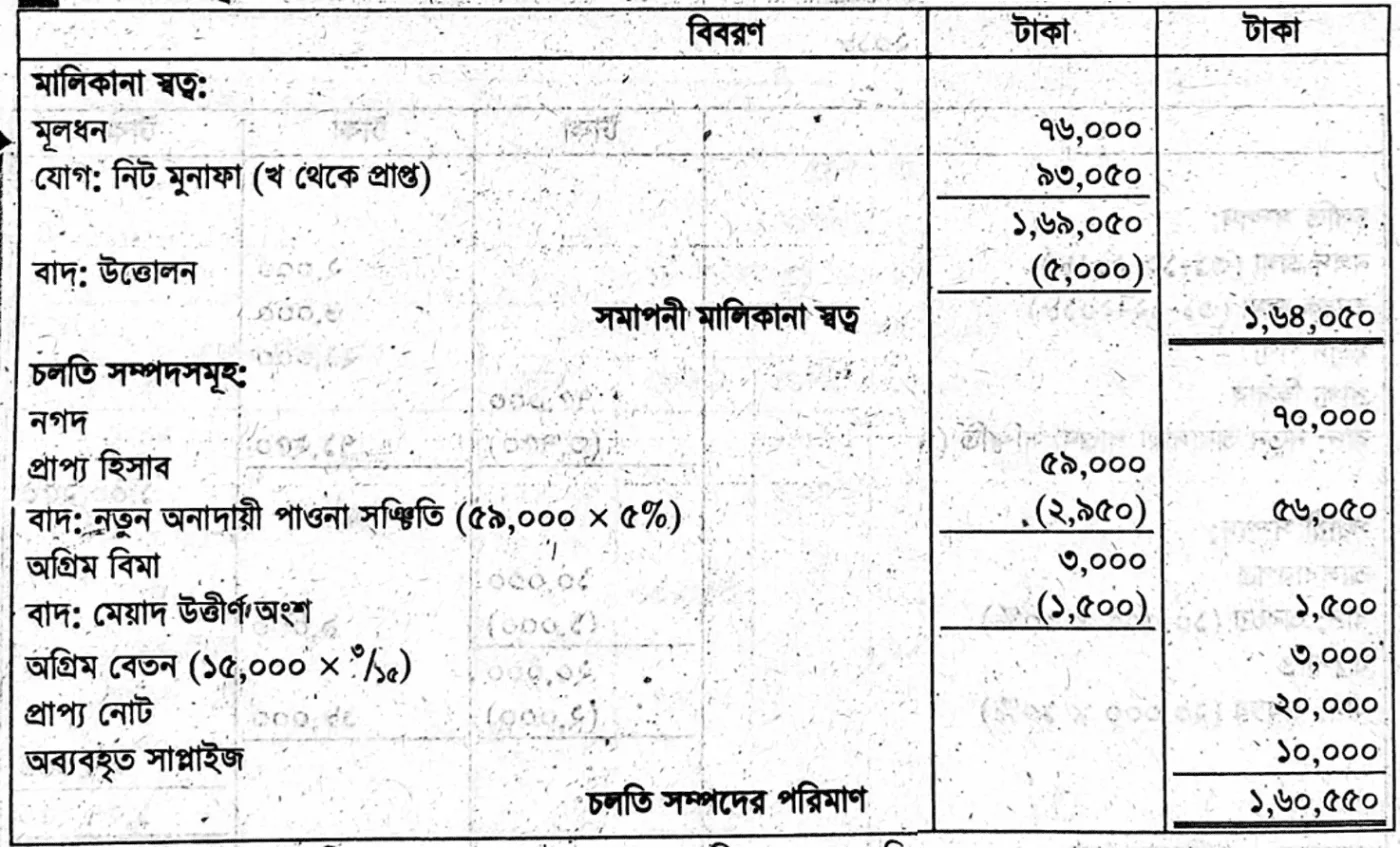 বিবরণ টাকা টাকা
মালিকানা স্বত্ব:
মূলধন ৭৬,০০০
যোগ: নিট মুনাফা (খ থেকে প্রাপ্ত) ৯৩,০৫০
১,৬৯,০৫০
বাদ: উত্তোলন (৫,০০০)
সমাপনী মালিকানা স্বত্ব ১,৬৪,০৫০
চলতি সম্পদসমূহ:
নগদ ৭০,০০০
প্রাপ্য হিসাব ৫৯,০০০
বাদ: নতুন অনাদায়ী পাওনা সঞ্চিতি (৫৯,০০০ × ৫%) (২,৯৫০) ৫৬,০৫০
অগ্রিম বিমা ৩,০০০
বাদ: মেয়াদ উত্তীর্ণ অংশ (১,৫০০) ১,৫০০
অগ্রিম বেতন (১৫,০০০ × ৩/১৫) ৩,০০০
প্রাপ্য নোট ২০,০০০
অব্যবহৃত সাপ্লাইজ ১০,০০০
চলতি সম্পদের পরিমাণ ১,৬০,৫৫০